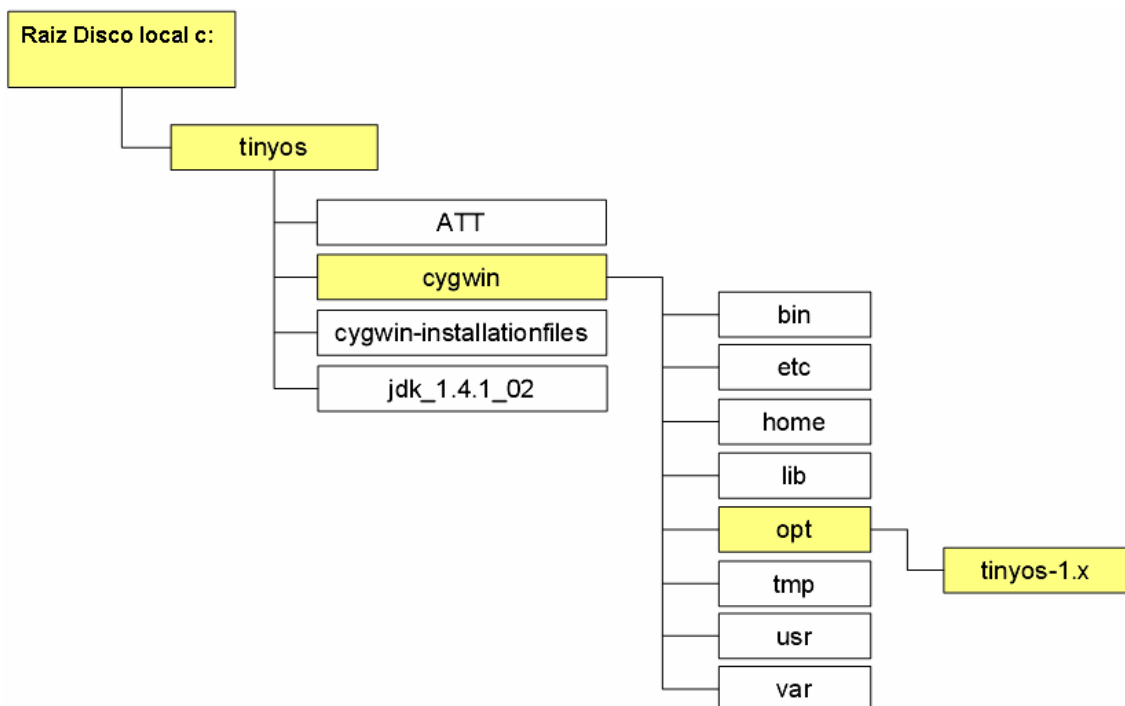 Raiz Disco local c:
tinyos
ATT
cygwin
cygwin-installationfiles
jdk_1.4.1_02
bin
etc
home
lib
opt
tinyos-1.x
tmp
usr
var